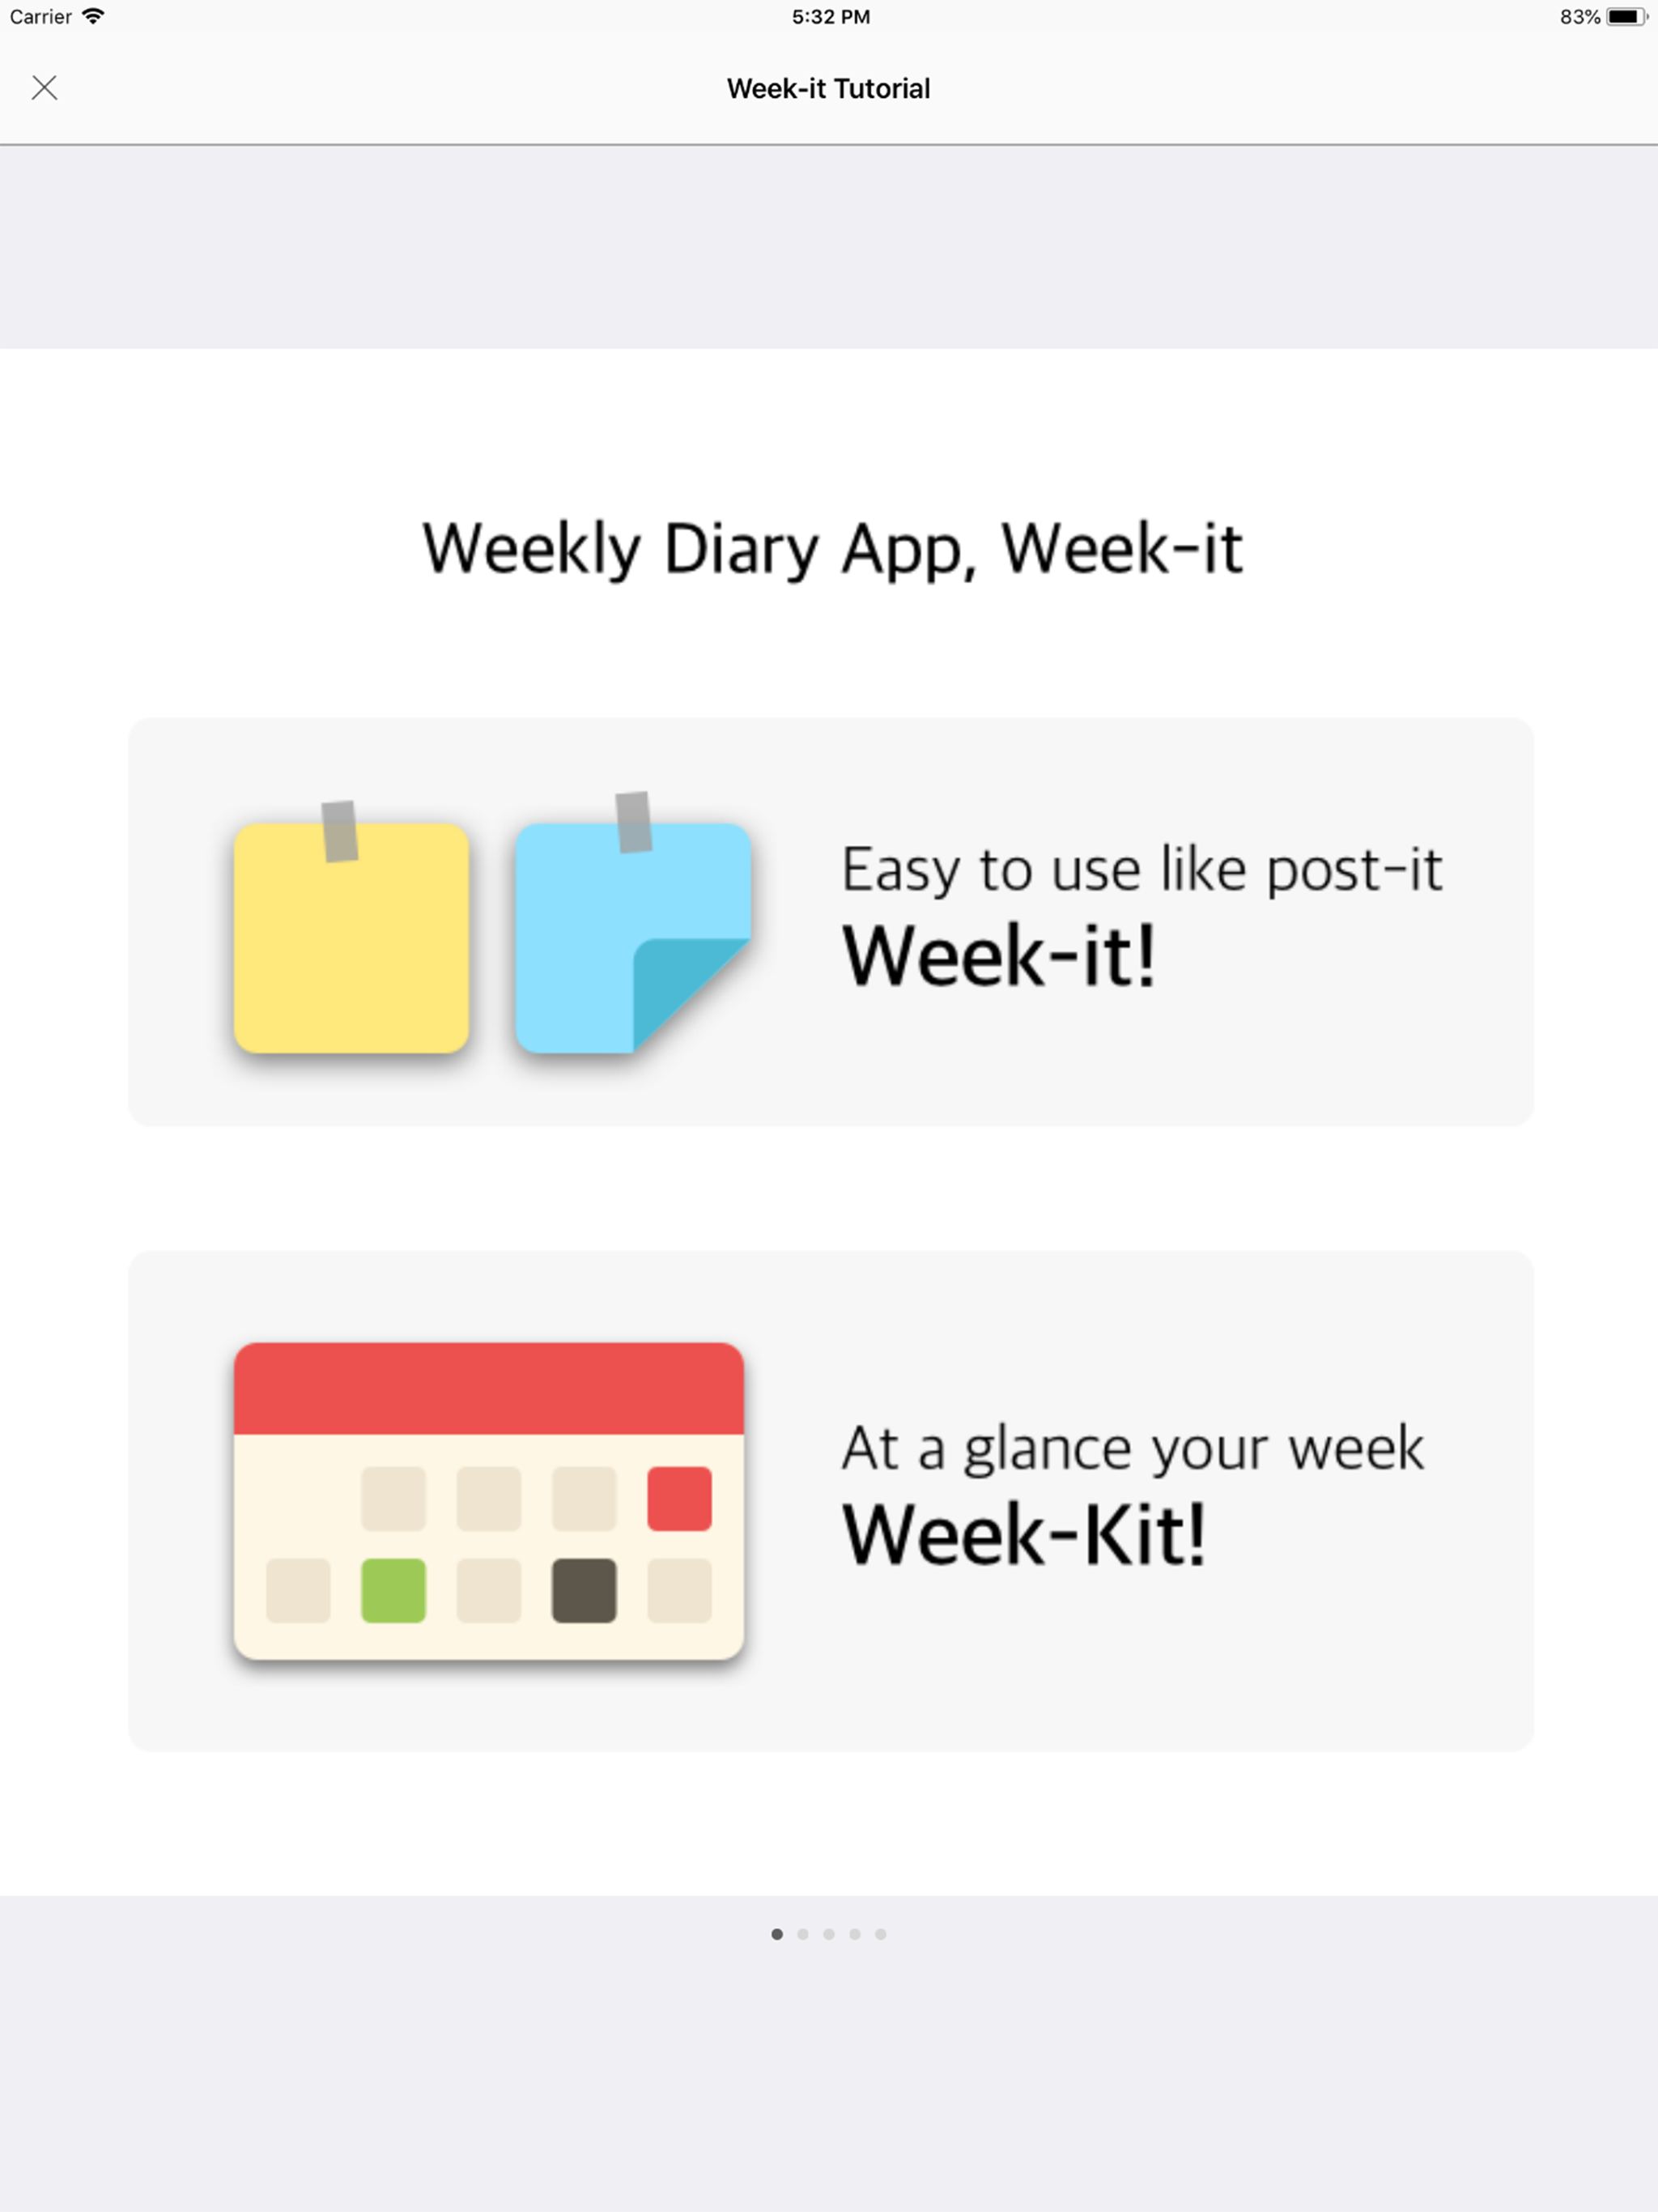 Carrier
5:32 PM
83%
Week-it Tutorial
Weekly Diary App, Week-it
Easy to use like post-it
Week-it!
At a glance your week
Week-Kit!